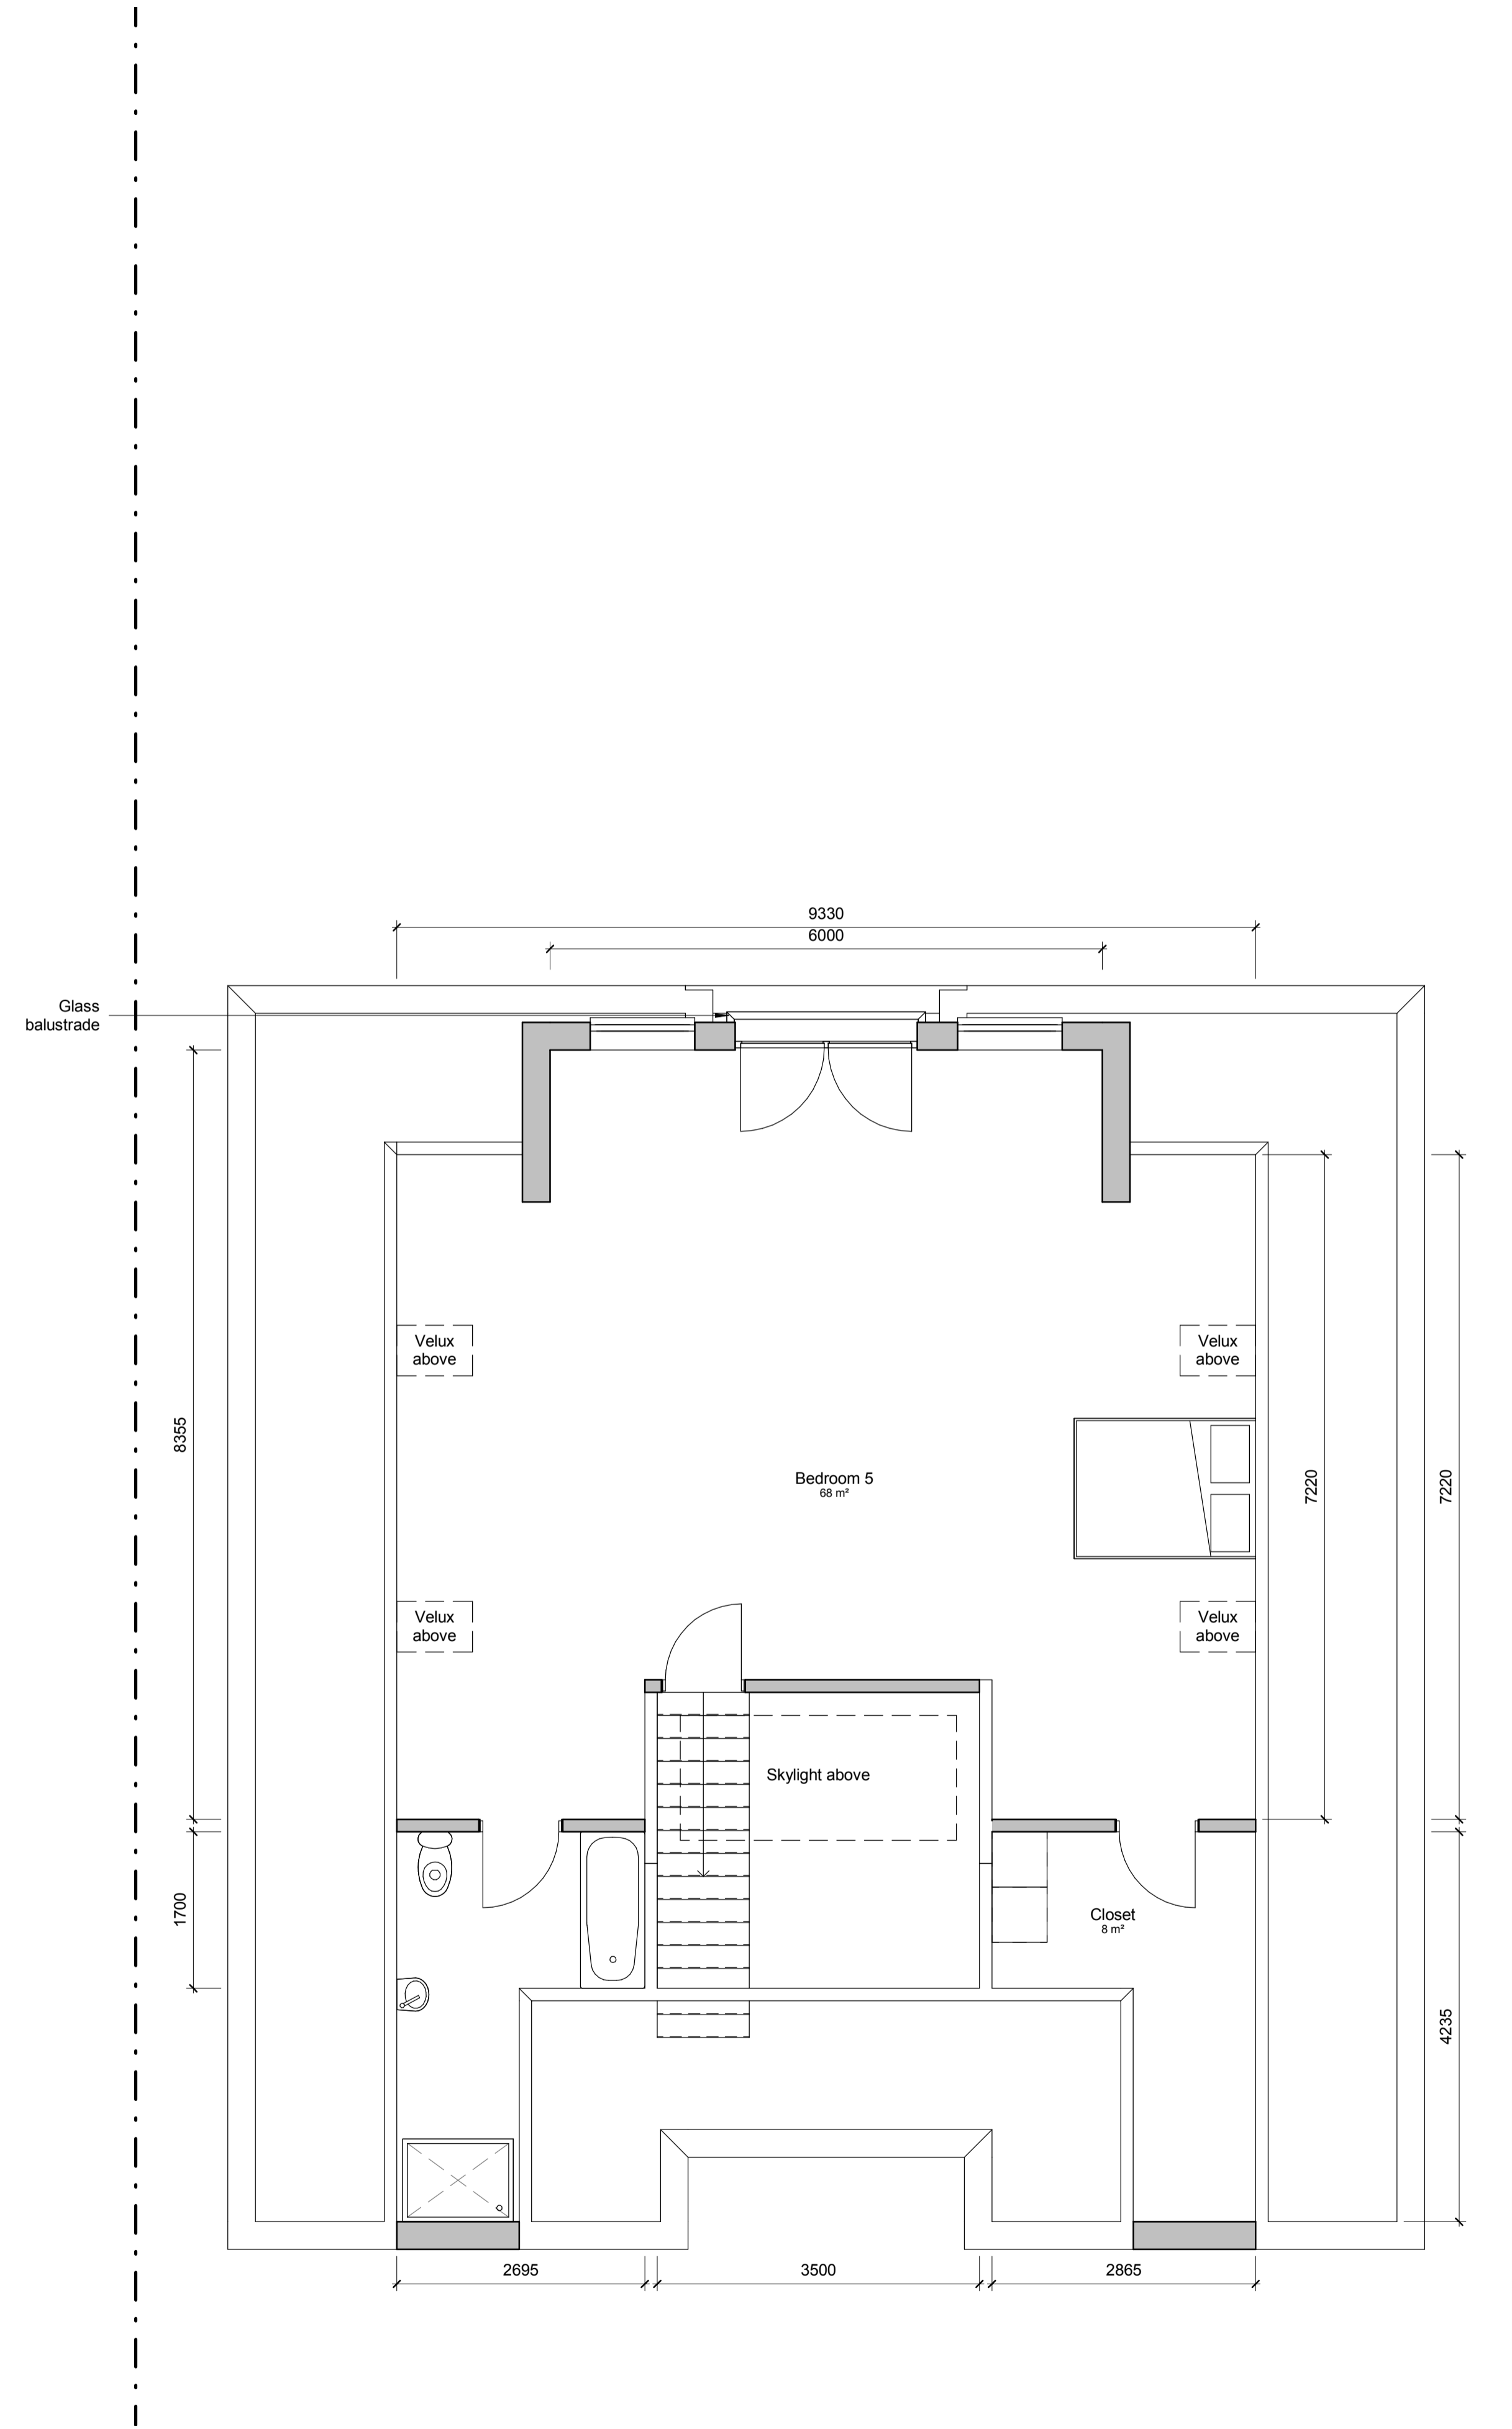 9330
6000
Glass
balustrade
Velux
above
Velux
above
8355
Bedroom 5
68 m²
7220
7220
Velux
above
Velux
above
Skylight above
1700
Closet
8 m²
4235
2695
3500
2865